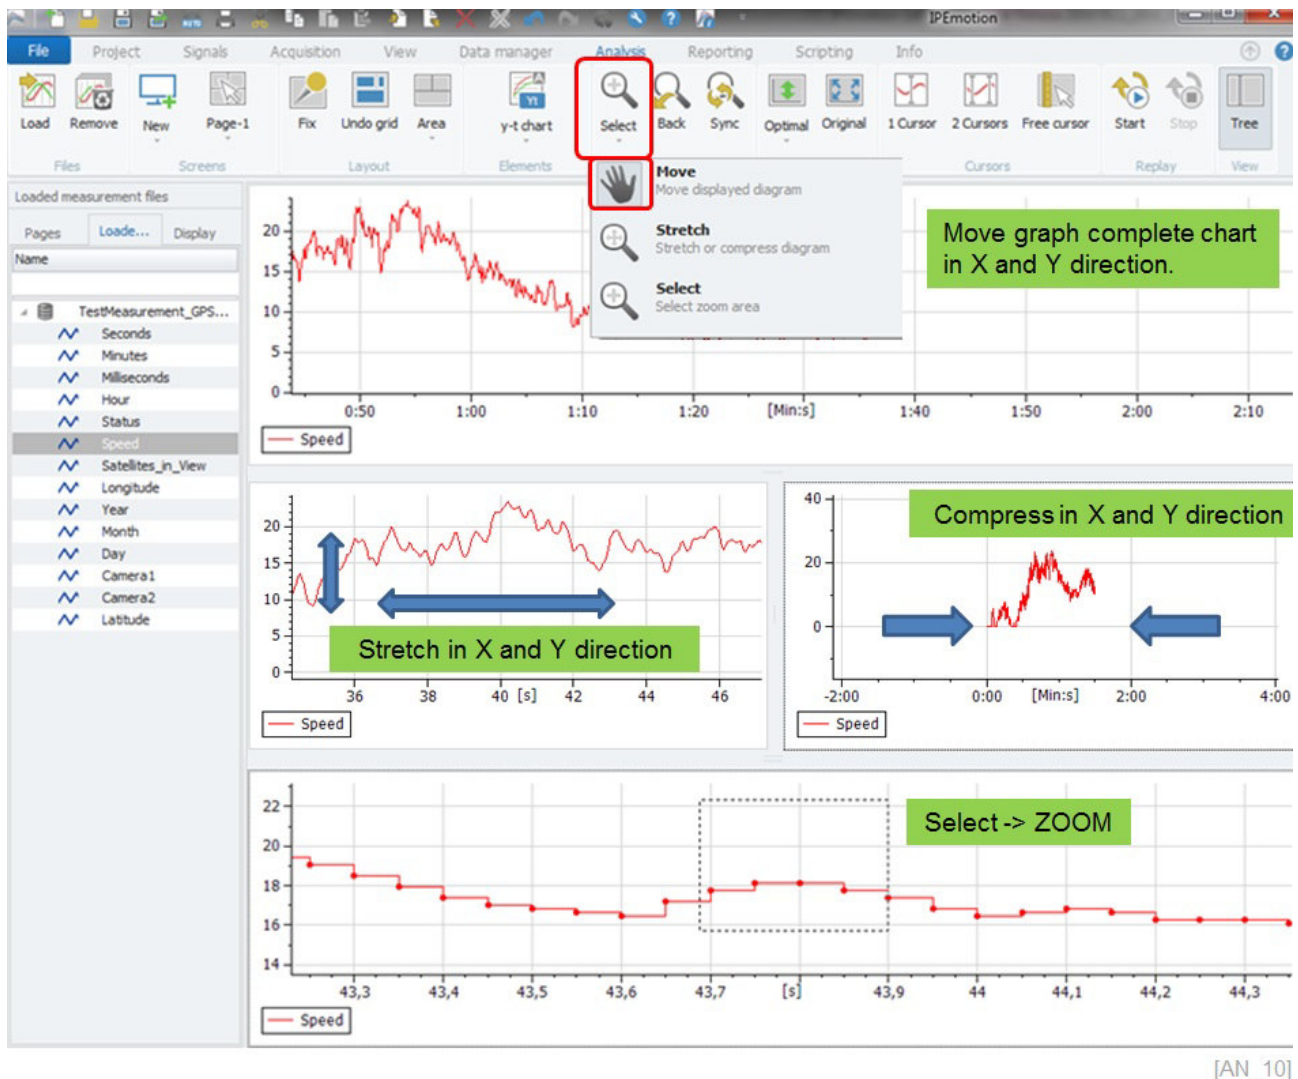 IPEmotion
File Project Signals Acquisition View Data manager Analysis Reporting Scripting Info
Load Remove New Page-1 Fix Undo grid Area y-t chart Select Back Sync Optimal Original 1 Cursor 2 Cursors Free cursor Start Stop Tree
Files Screens Layout Elements Cursors Replay View
Loaded measurement files
Pages Loade... Display
Name
TestMeasurement_GPS...
Seconds
Minutes
Milliseconds
Hour
Status
Speed
Satellites_in_View
Longitude
Year
Month
Day
Camera1
Camera2
Latitude
Move
Move displayed diagram
Stretch
Stretch or compress diagram
Select
Select zoom area
Move graph complete chart
in X and Y direction.
20
15
10
5
0
0:50 1:00 1:10 1:20 [Min:s] 1:40 1:50 2:00 2:10
Speed
20
15
10
5
0
Stretch in X and Y direction
36 38 40 [s] 42 44 46
Speed
40
20
0
Compress in X and Y direction
-2:00 0:00 [Min:s] 2:00 4:00
Speed
22
20
18
16
14
Select -> ZOOM
43,3 43,4 43,5 43,6 43,7 [s] 43,9 44 44,1 44,2 44,3
Speed
[AN_10]